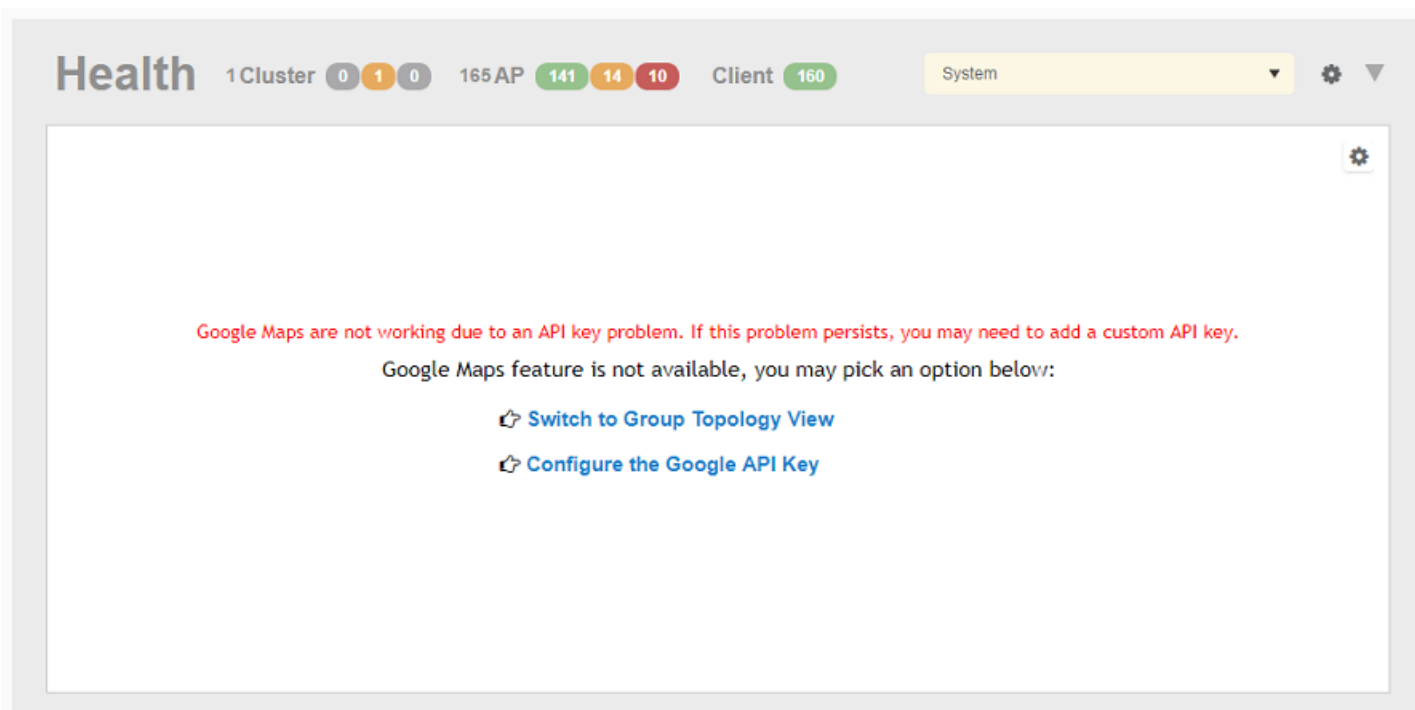 Health 1 Cluster 0 1 0 165 AP 141 14 10 Client 160 System
Google Maps are not working due to an API key problem. If this problem persists, you may need to add a custom API key.
Google Maps feature is not available, you may pick an option below:
Switch to Group Topology View
Configure the Google API Key